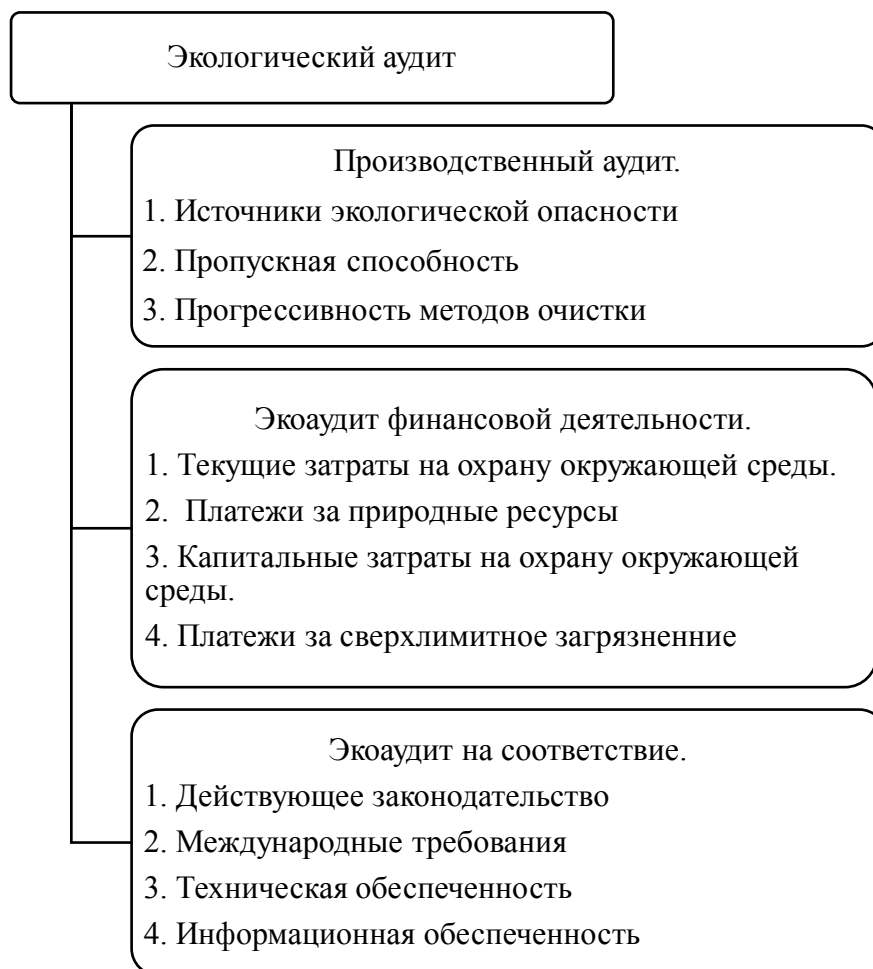 Экологический аудит
Производственный аудит.
1. Источники экологической опасности
2. Пропускная способность
3. Прогрессивность методов очистки
Экоаудит финансовой деятельности.
1. Текущие затраты на охрану окружающей среды.
2. Платежи за природные ресурсы
3. Капитальные затраты на охрану окружающей
среды.
4. Платежи за сверхлимитное загрязненние
Экоаудит на соответствие.
1. Действующее законодательство
2. Международные требования
3. Техническая обеспеченность
4. Информационная обеспеченность